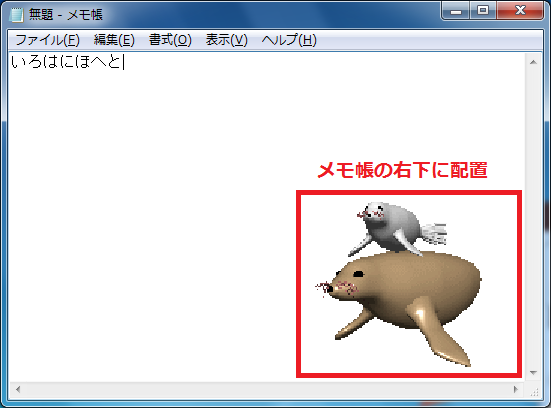 無題 - メモ帳
ファイル(F) 編集(E) 書式(O) 表示(V) ヘルプ(H)
いろはにほへと
メモ帳の右下に配置